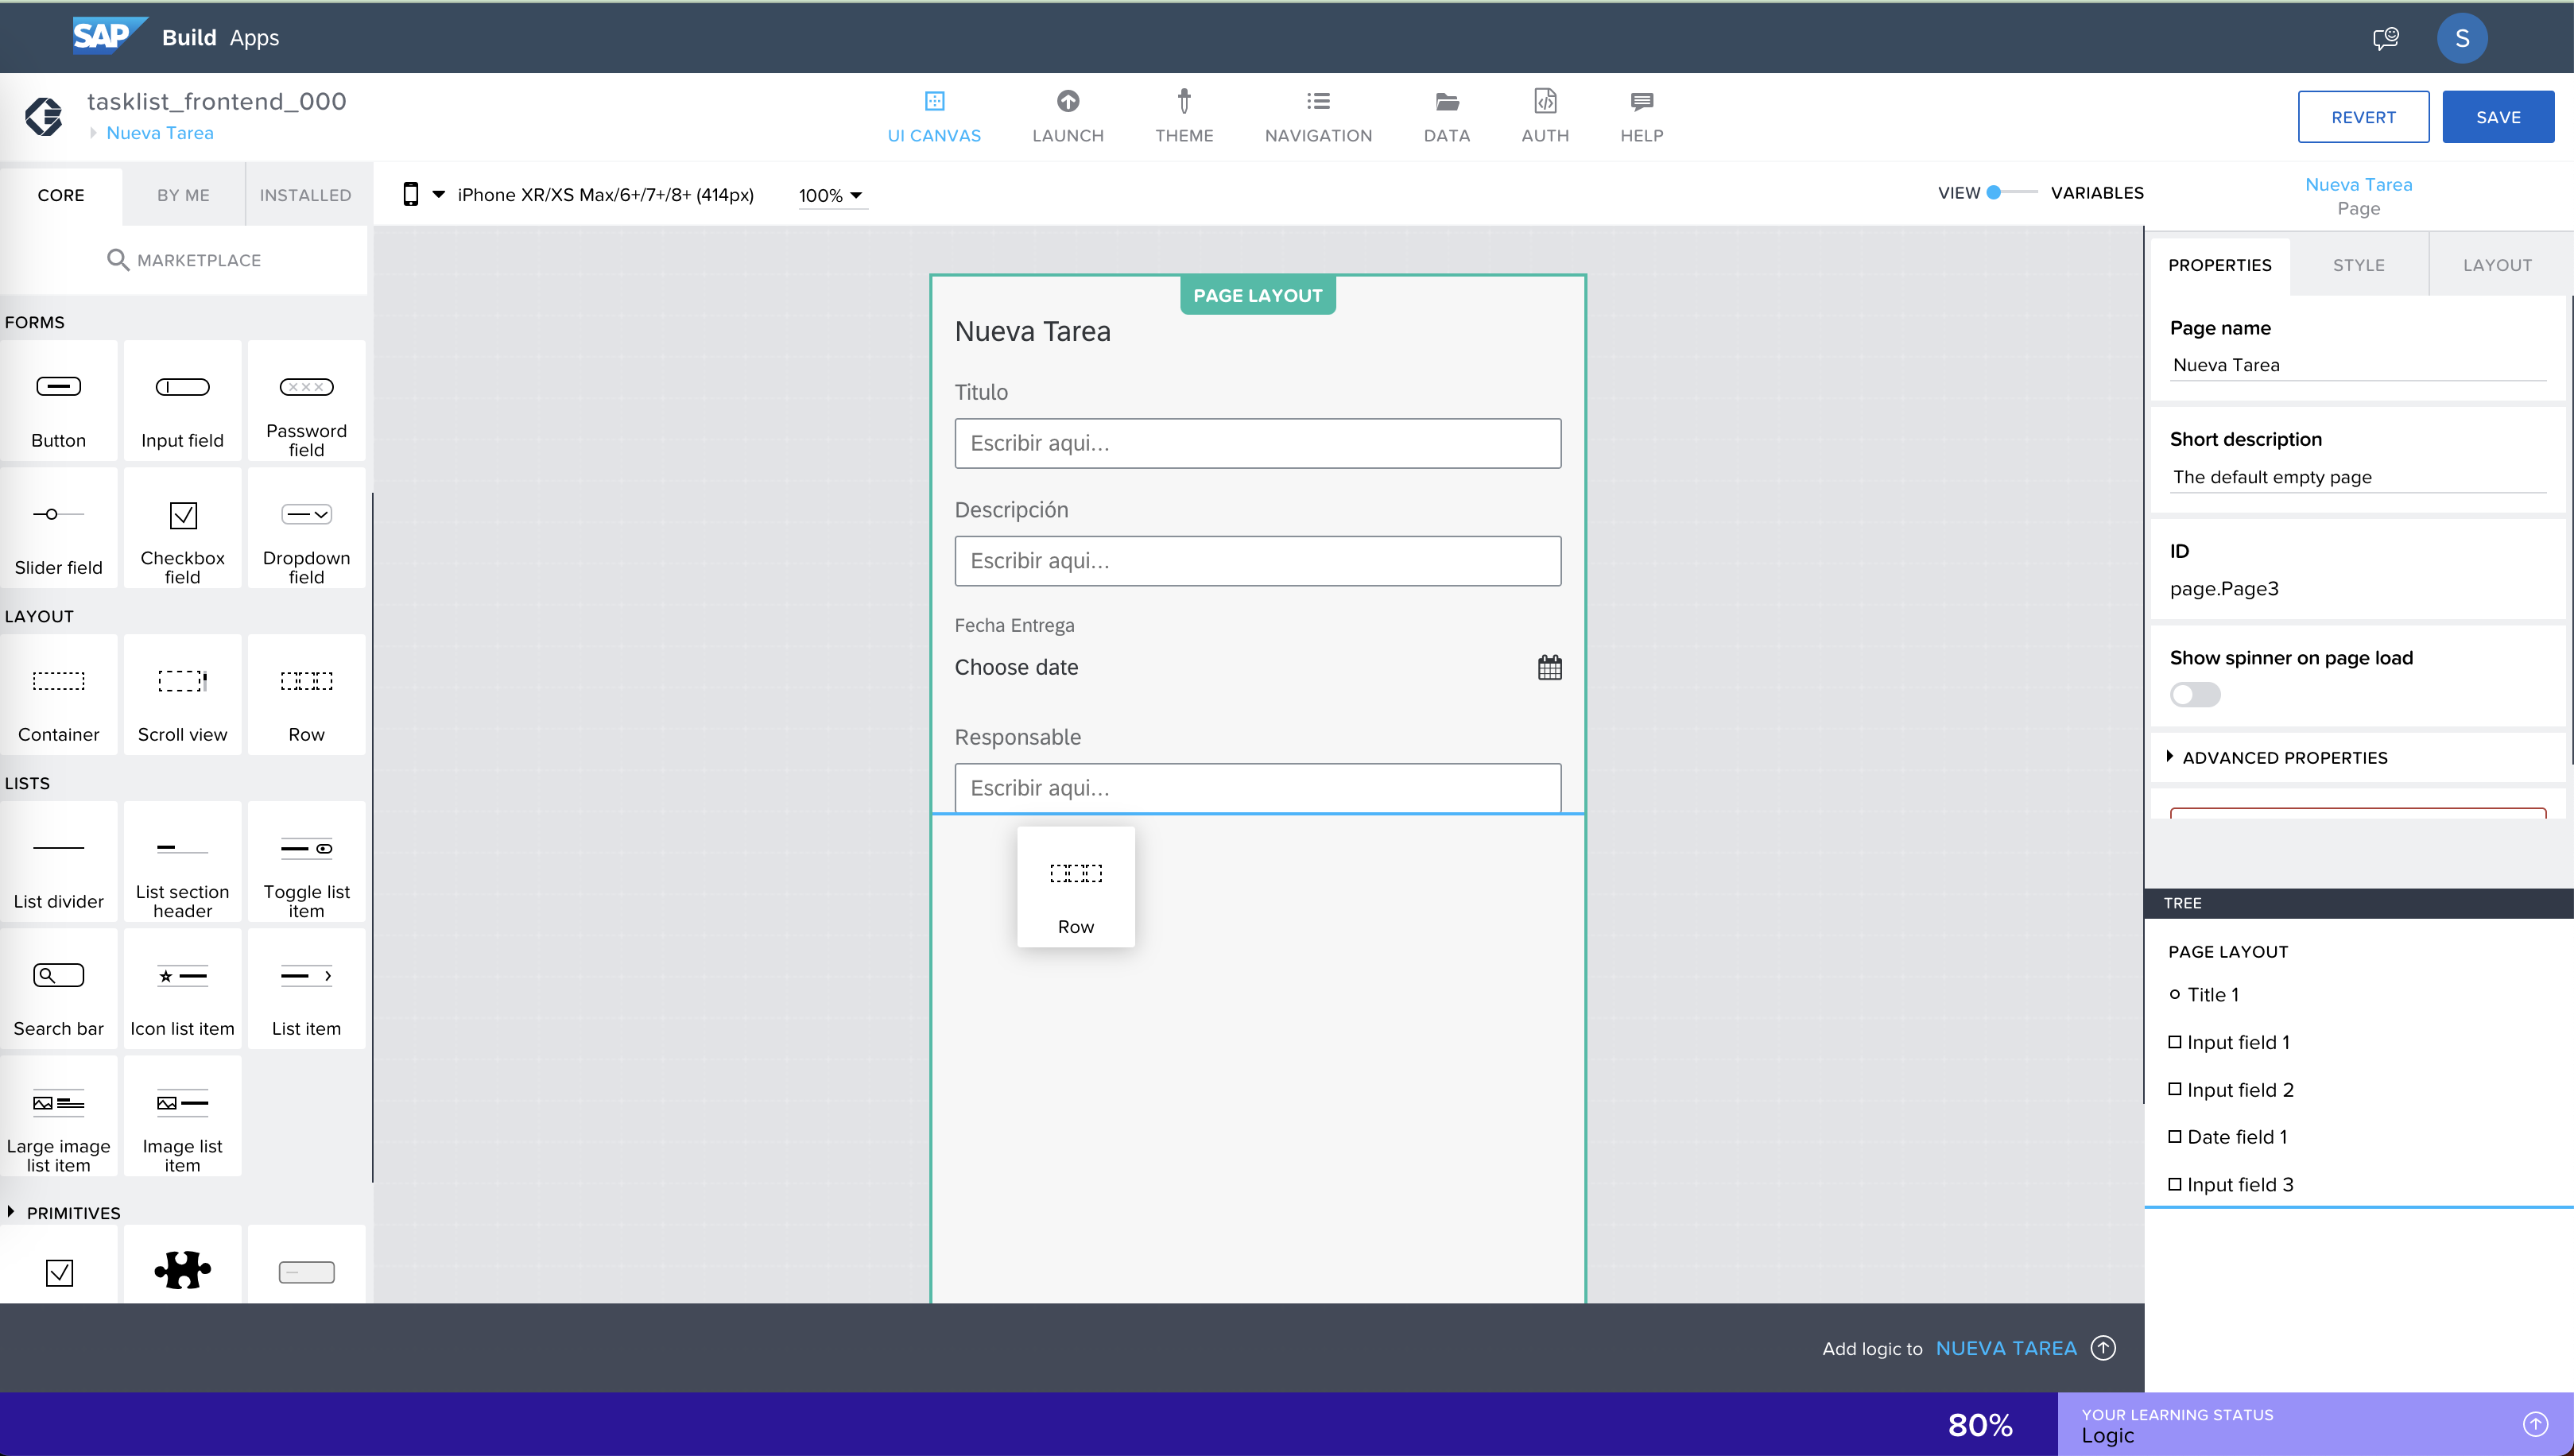 SAP Build Apps
S
tasklist_frontend_000
Nueva Tarea
UI CANVAS
LAUNCH
THEME
NAVIGATION
DATA
AUTH
HELP
REVERT
SAVE
CORE
BY ME
INSTALLED
MARKETPLACE
FORMS
Button
Input field
Password
field
Slider field
Checkbox
field
Dropdown
field
LAYOUT
Container
Scroll view
Row
LISTS
List divider
List section
header
Toggle list
item
Search bar
Icon list item
List item
Large image
list item
Image list
item
PRIMITIVES
iPhone XR/XS Max/6+/7+/8+ (414px)
100%
VIEW
VARIABLES
PAGE LAYOUT
Nueva Tarea
Titulo
Escribir aqui...
Descripción
Escribir aqui...
Fecha Entrega
Choose date
Responsable
Escribir aqui...
Row
Nueva Tarea
Page
PROPERTIES
STYLE
LAYOUT
Page name
Nueva Tarea
Short description
The default empty page
ID
page.Page3
Show spinner on page load
ADVANCED PROPERTIES
TREE
PAGE LAYOUT
Title 1
Input field 1
Input field 2
Date field 1
Input field 3
Add logic to NUEVA TAREA
80%
YOUR LEARNING STATUS
Logic